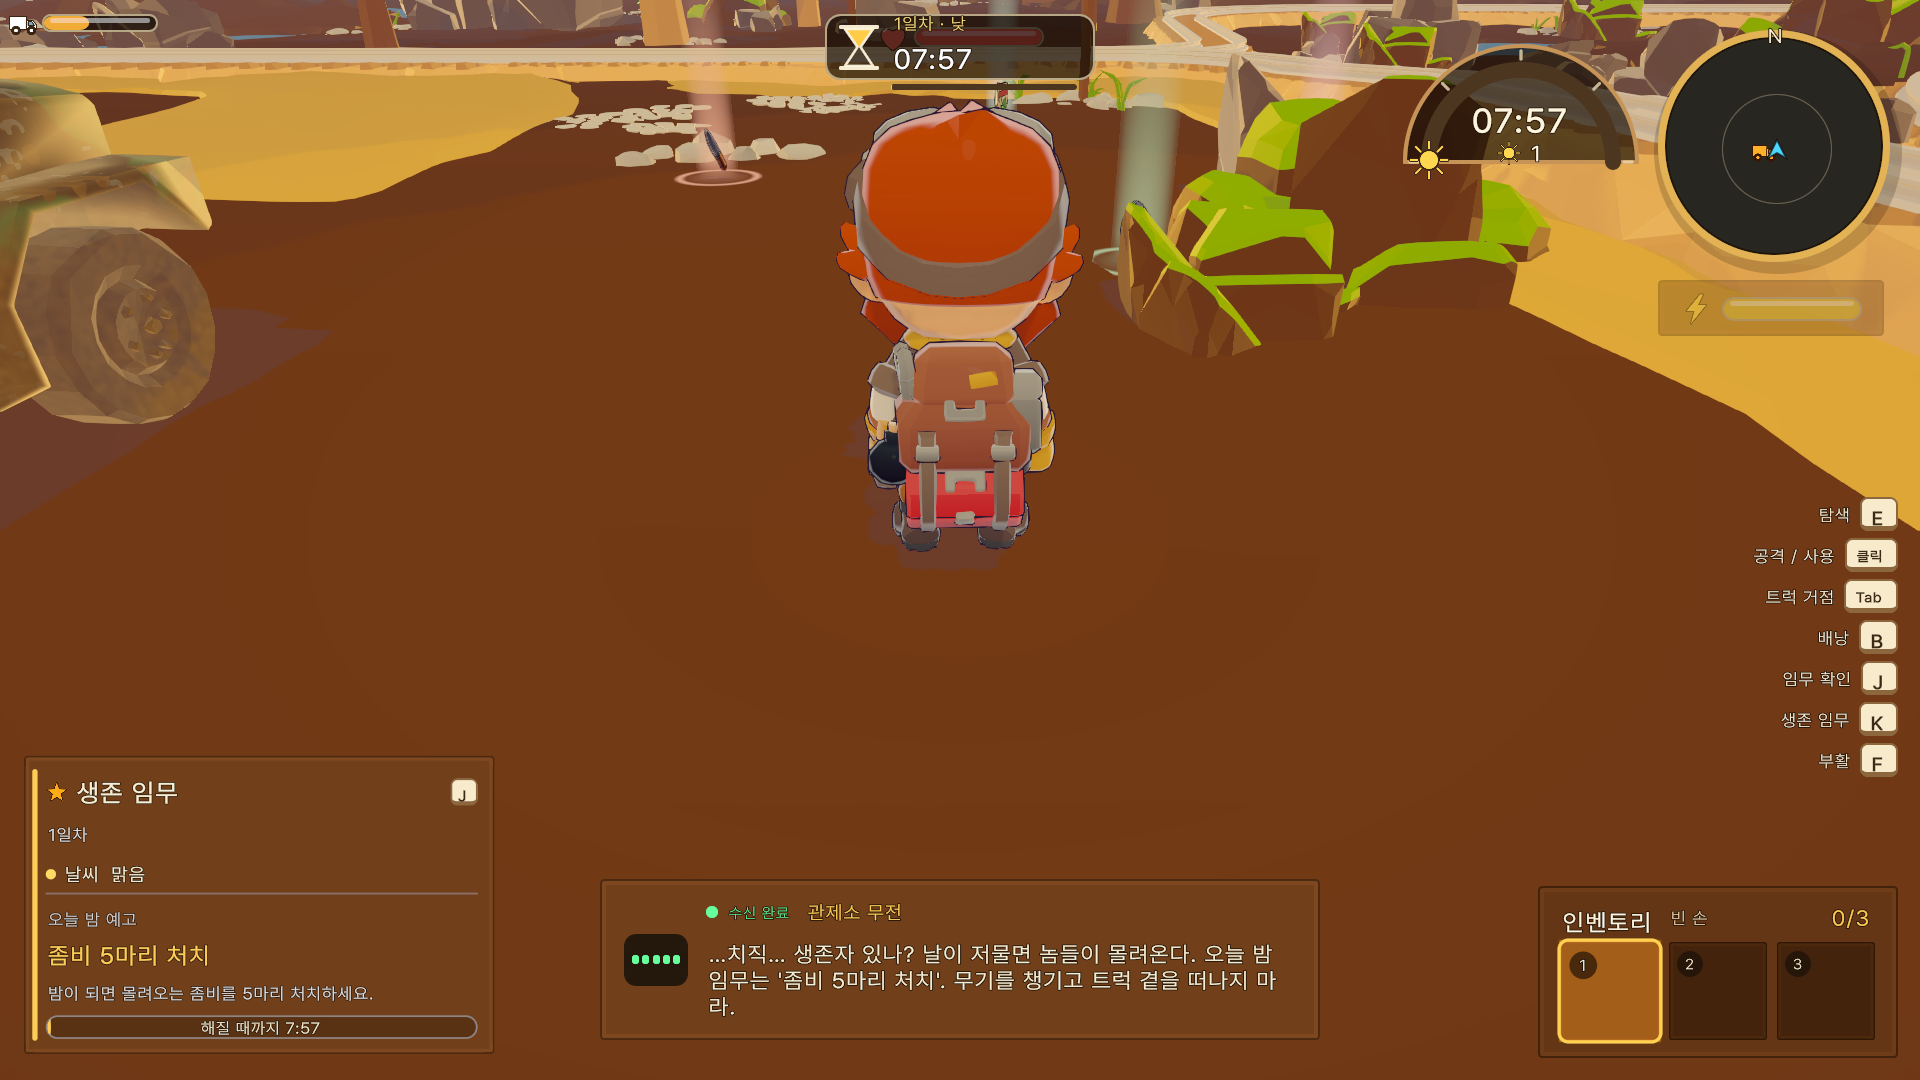 1일차 · 낮
07:57
N
07:57
1
탐색 E
공격 / 사용 클릭
트럭 거점 Tab
배낭 B
임무 확인 J
생존 임무 K
부활 F
생존 임무 J
1일차
날씨 맑음
오늘 밤 예고
좀비 5마리 처치
밤이 되면 몰려오는 좀비를 5마리 처치하세요.
해질 때까지 7:57
수신 완료 관제소 무전
...치직... 생존자 있나? 날이 저물면 놈들이 몰려온다. 오늘 밤
임무는 '좀비 5마리 처치'. 무기를 챙기고 트럭 곁을 떠나지 마
라.
인벤토리 빈 손 0/3
1 2 3